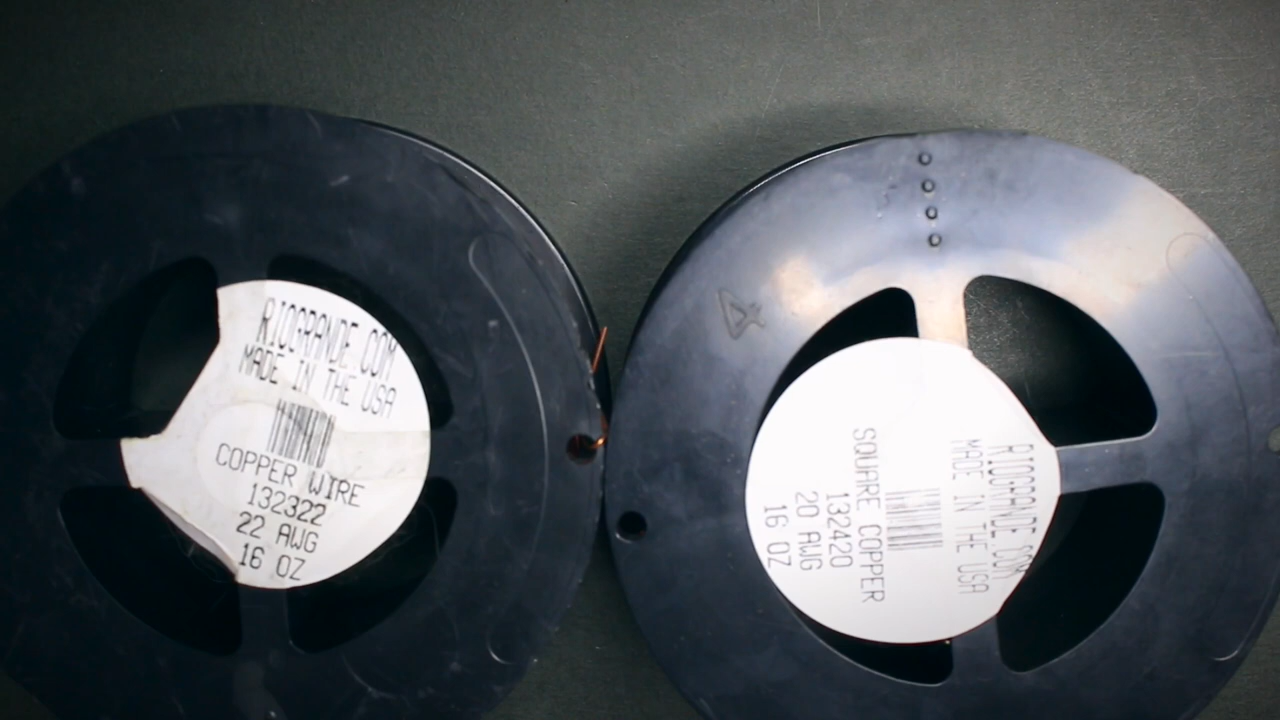 RIOGRANDE.COM
MADE IN THE USA
COPPER WIRE
132322
22 AWG
16 OZ
4
RIOGRANDE.COM
MADE IN THE USA
SQUARE COPPER
132420
20 AWG
16 OZ